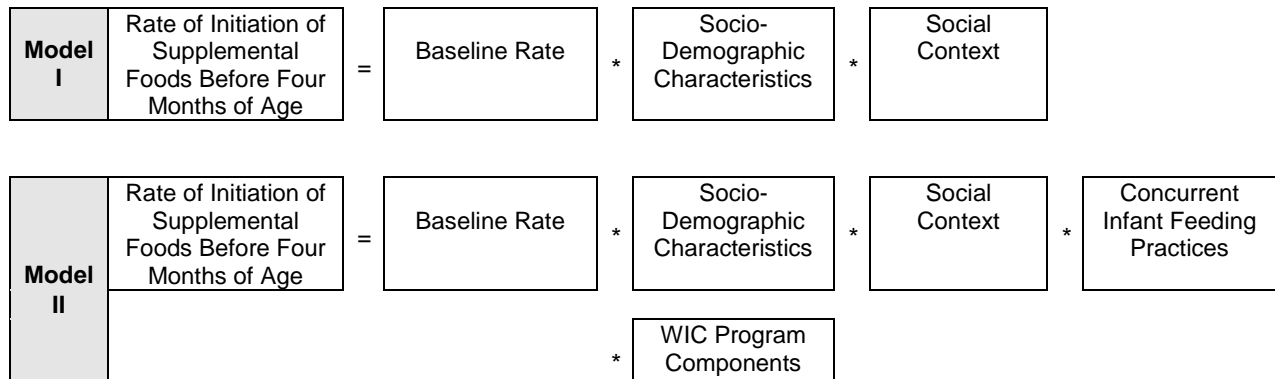 Model
I
Rate of Initiation of
Supplemental
Foods Before Four
Months of Age
=
Baseline Rate
*
Socio-
Demographic
Characteristics
*
Social
Context
Model
II
Rate of Initiation of
Supplemental
Foods Before Four
Months of Age
=
Baseline Rate
*
Socio-
Demographic
Characteristics
*
Social
Context
*
Concurrent
Infant Feeding
Practices
*
WIC Program
Components